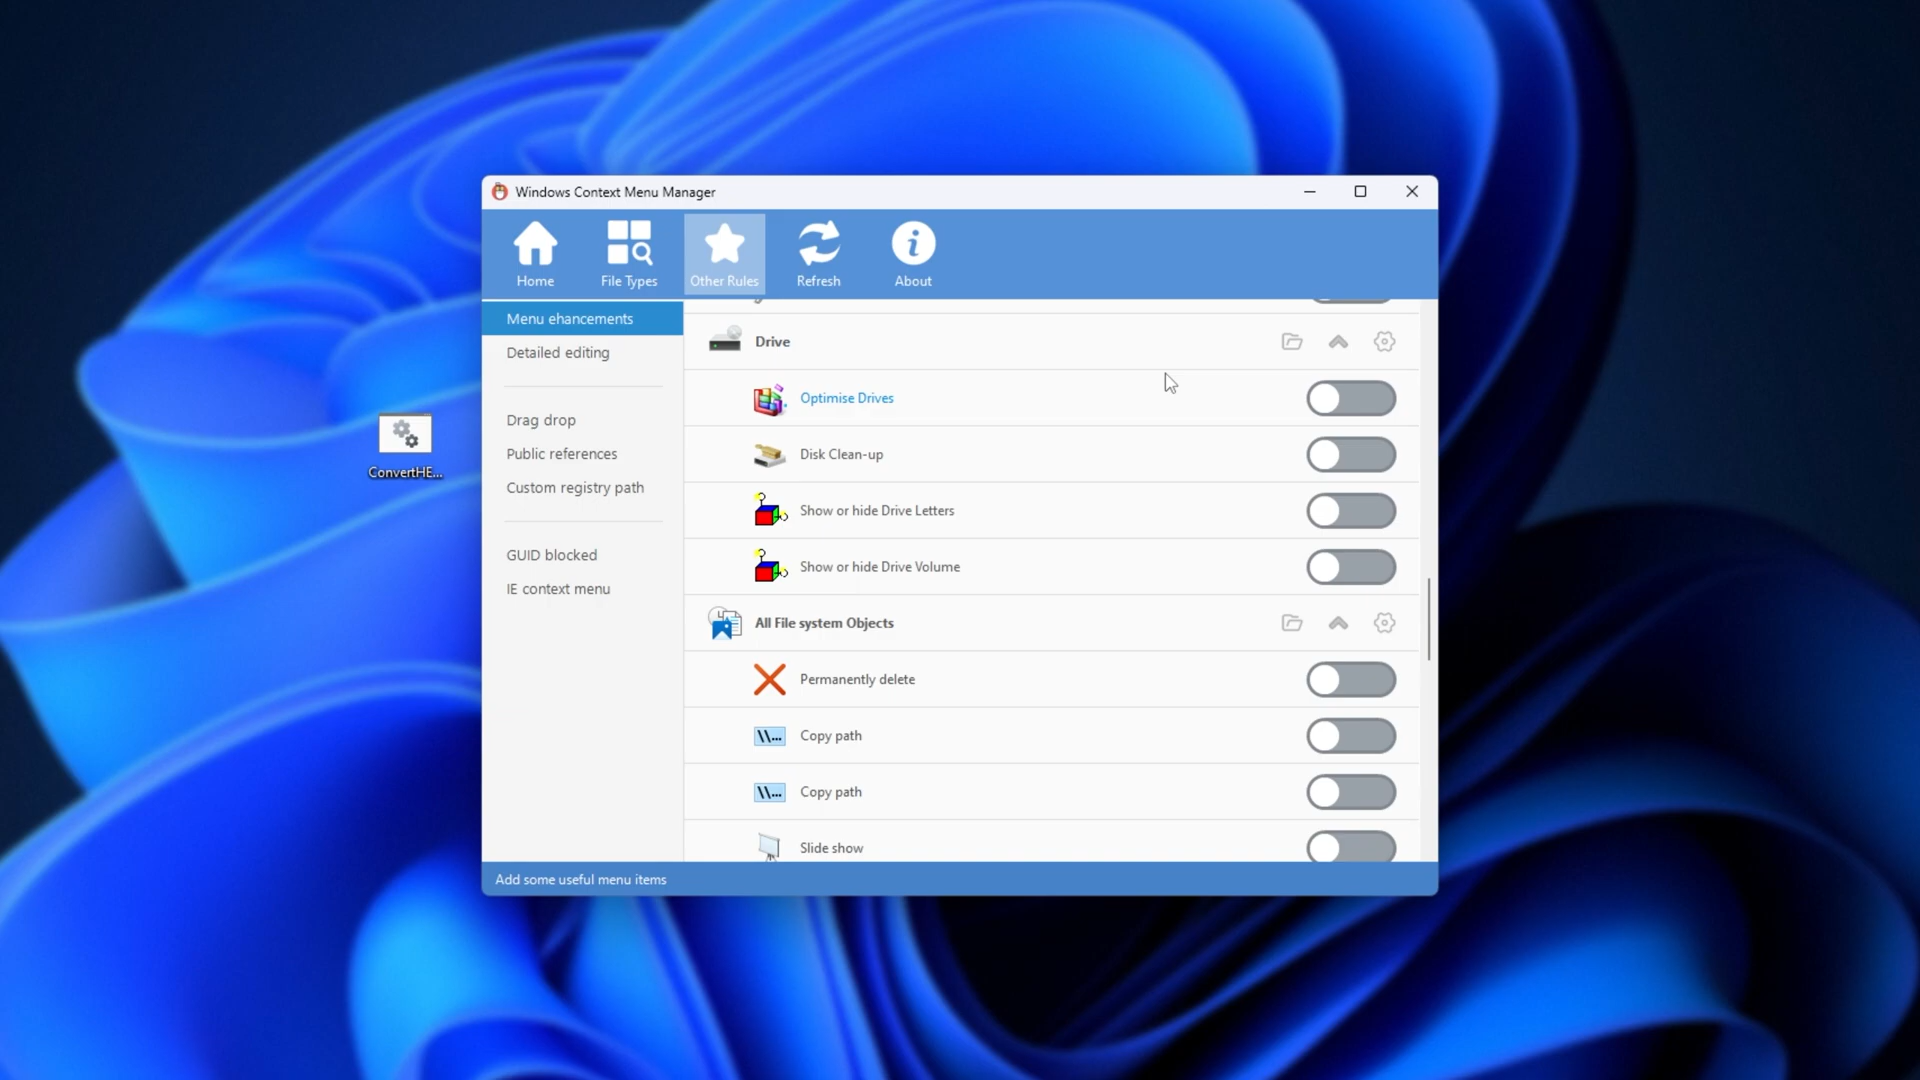 Windows Context Menu Manager
Home
File Types
Other Rules
Refresh
About
Menu ehancements
Detailed editing
Drag drop
Public references
Custom registry path
GUID blocked
IE context menu
Drive
Optimise Drives
Disk Clean-up
Show or hide Drive Letters
Show or hide Drive Volume
All File system Objects
Permanently delete
\\... Copy path
\\... Copy path
Slide show
Add some useful menu items
ConvertHE...